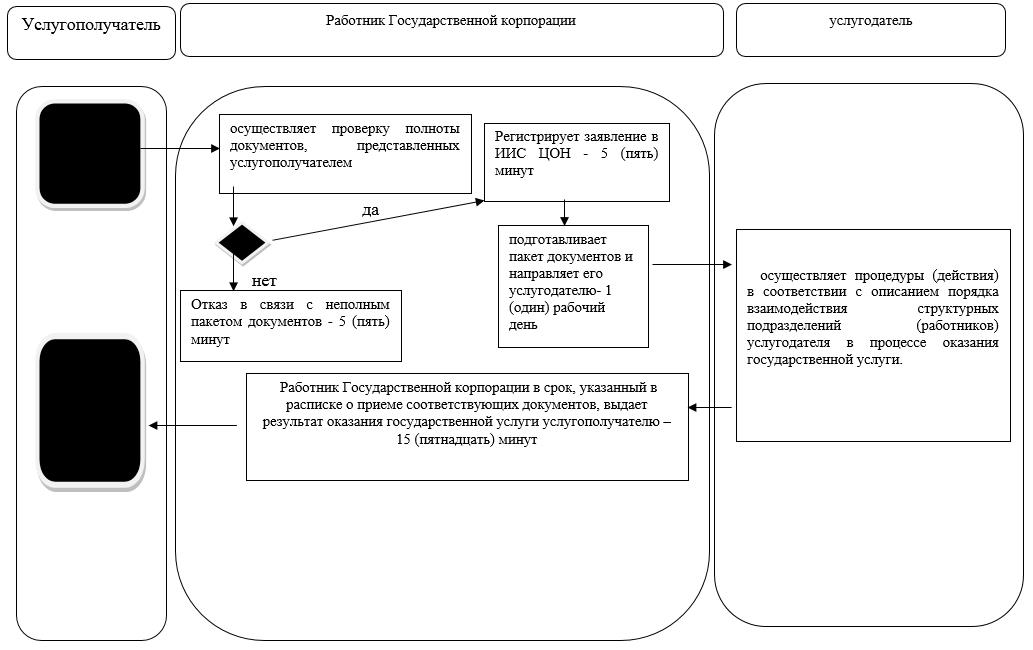 Услугополучатель
Работник Государственной корпорации
услугодатель
осуществляет проверку полноты
документов, представленных
услугополучателем
Регистрирует заявление в
ИИС ЦОН - 5 (пять)
минут
да
нет
подготавливает
пакет документов и
направляет его
услугодателю- 1
(один) рабочий
день
Отказ в связи с неполным
пакетом документов - 5 (пять)
минут
осуществляет процедуры (действия)
в соответствии с описанием порядка
взаимодействия структурных
подразделений (работников)
услугодателя в процессе оказания
государственной услуги.
Работник Государственной корпорации в срок, указанный в
расписке о приеме соответствующих документов, выдает
результат оказания государственной услуги услугополучателю –
15 (пятнадцать) минут